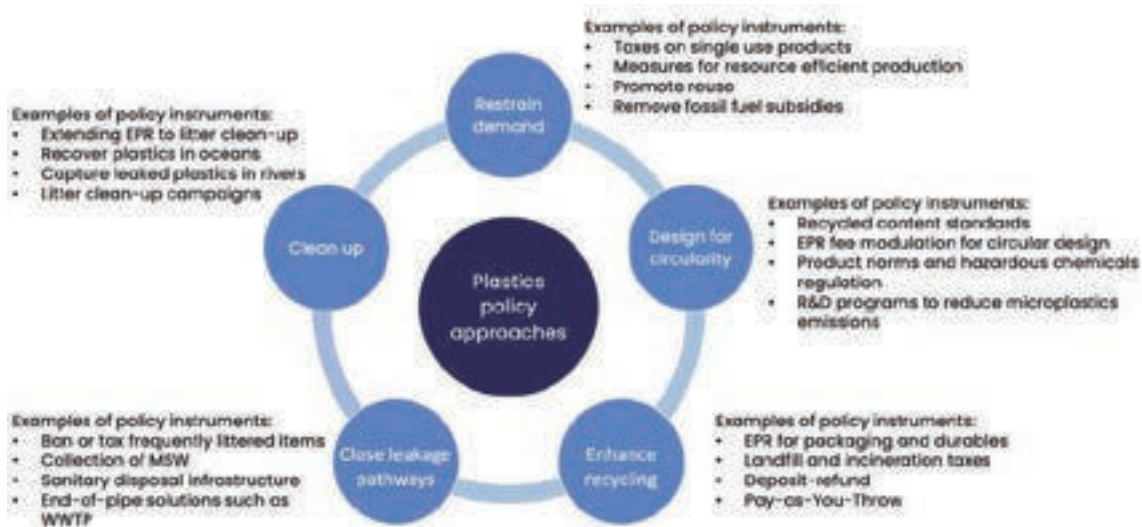 Examples of policy instruments:
• Taxes on single use products
• Measures for resource efficient production
• Promote reuse
• Remove fossil fuel subsidies
Restrain
demand
Examples of policy instruments:
• Extending EPR to litter clean-up
• Recover plastics in oceans
• Capture leaked plastics in rivers
• Litter clean-up campaigns
Clean up
Design for
circularity
Examples of policy instruments:
• Recycled content standards
• EPR fee modulation for circular design
• Product norms and hazardous chemicals
regulation
• R&D programs to reduce microplastics
emissions
Plastics
policy
approaches
Examples of policy instruments:
• Ban or tax frequently littered items
• Collection of MSW
• Sanitary disposal infrastructure
• End-of-pipe solutions such as
WWTP
Close leakage
pathways
Enhance
recycling
Examples of policy instruments:
• EPR for packaging and durables
• Landfill and incineration taxes
• Deposit-refund
• Pay-as-You-Throw